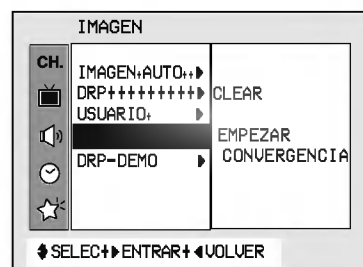 IMAGEN
CH.
IMAGEN+AUTO++
DRP+++++++++ CLEAR
USUARIO+
EMPEZAR
DRP-DEMO CONVERGENCIA
SELEC+ ENTRAR+ VOLVER